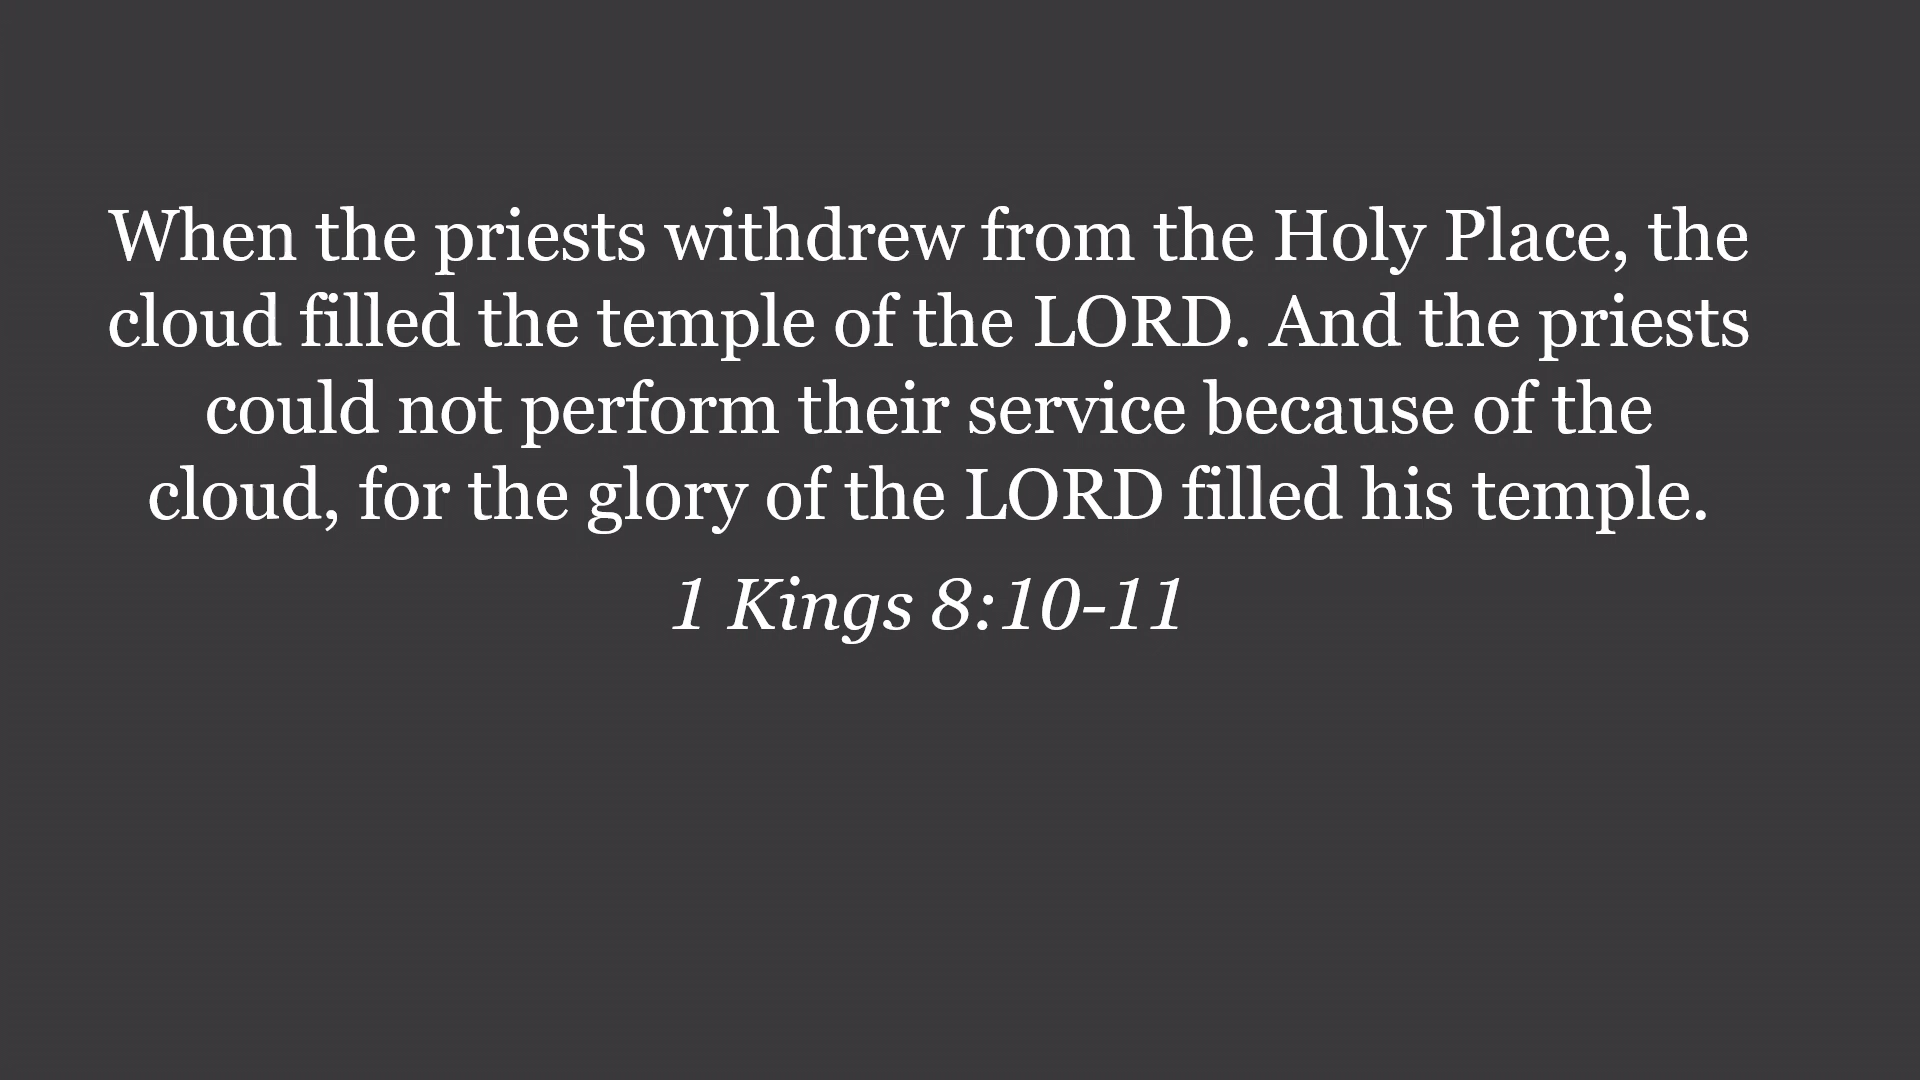 When the priests withdrew from the Holy Place, the
cloud filled the temple of the LORD. And the priests
could not perform their service because of the
cloud, for the glory of the LORD filled his temple.
1 Kings 8:10-11